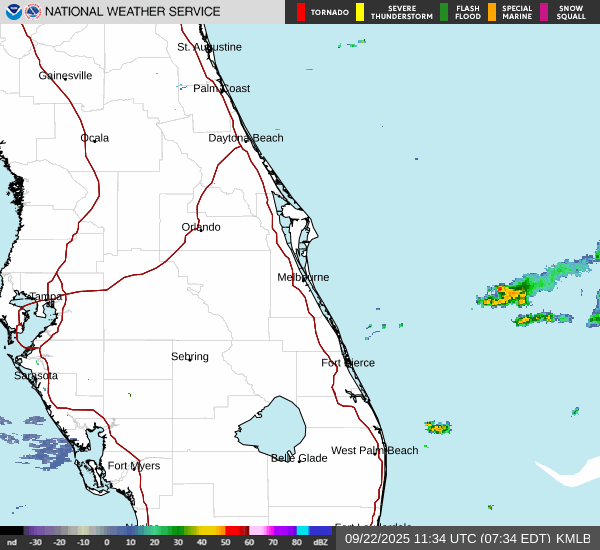 NATIONAL WEATHER SERVICE
TORNADO
SEVERE THUNDERSTORM
FLASH FLOOD
SPECIAL MARINE
SNOW SQUALL
St. Augustine
Gainesville
Palm Coast
Ocala
Daytona Beach
Orlando
Melbourne
Tampa
Sebring
Fort Pierce
Sarasota
West Palm Beach
Belle Glade
Fort Myers
Naples
Fort Lauderdale
nd -30 -20 -10 0 10 20 30 40 50 60 70 80 dBZ
09/22/2025 11:34 UTC (07:34 EDT) KMLB